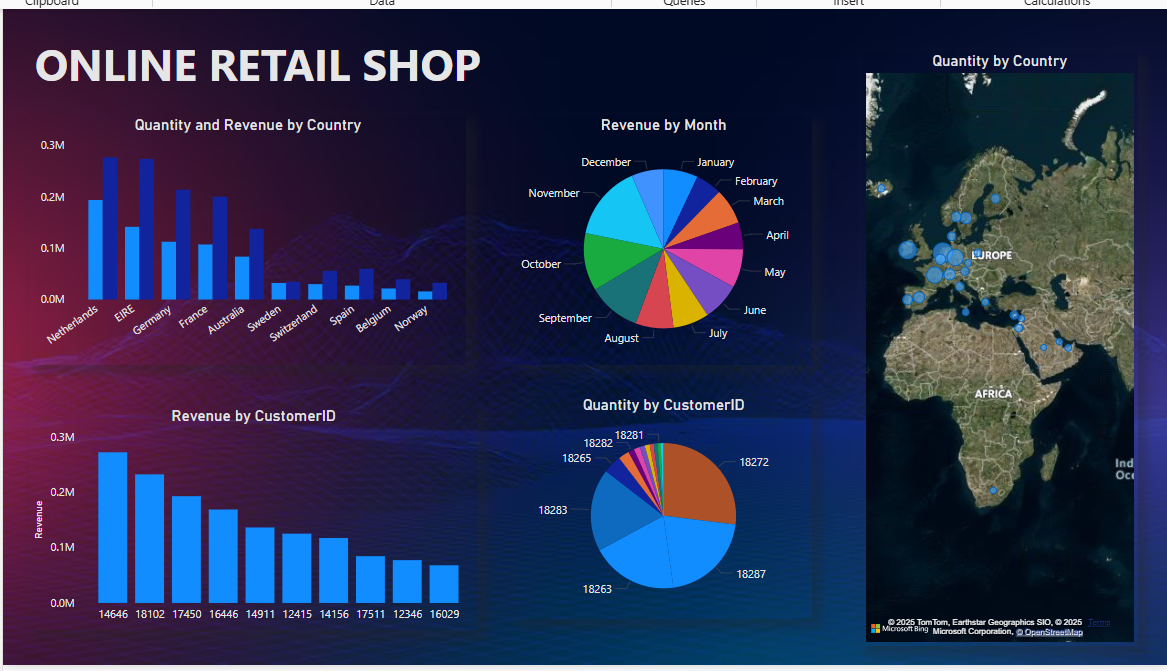 Clipboard Data Queries Insert Calculations
ONLINE RETAIL SHOP
Quantity and Revenue by Country
0.3M
0.2M
0.1M
0.0M
Netherlands
EIRE
Germany
France
Australia
Sweden
Switzerland
Spain
Belgium
Norway
Revenue by Month
December
January
November
February
March
April
October
May
September
June
August
July
Quantity by Country
EUROPE
AFRICA
Ind
Oce
© 2025 TomTom, Earthstar Geographics SIO, © 2025
Terms
Microsoft Bing
Microsoft Corporation, © OpenStreetMap
Revenue by CustomerID
Revenue
0.3M
0.2M
0.1M
0.0M
14646 18102 17450 16446 14911 12415 14156 17511 12346 16029
Quantity by CustomerID
18281
18282
18265
18272
18283
18287
18263